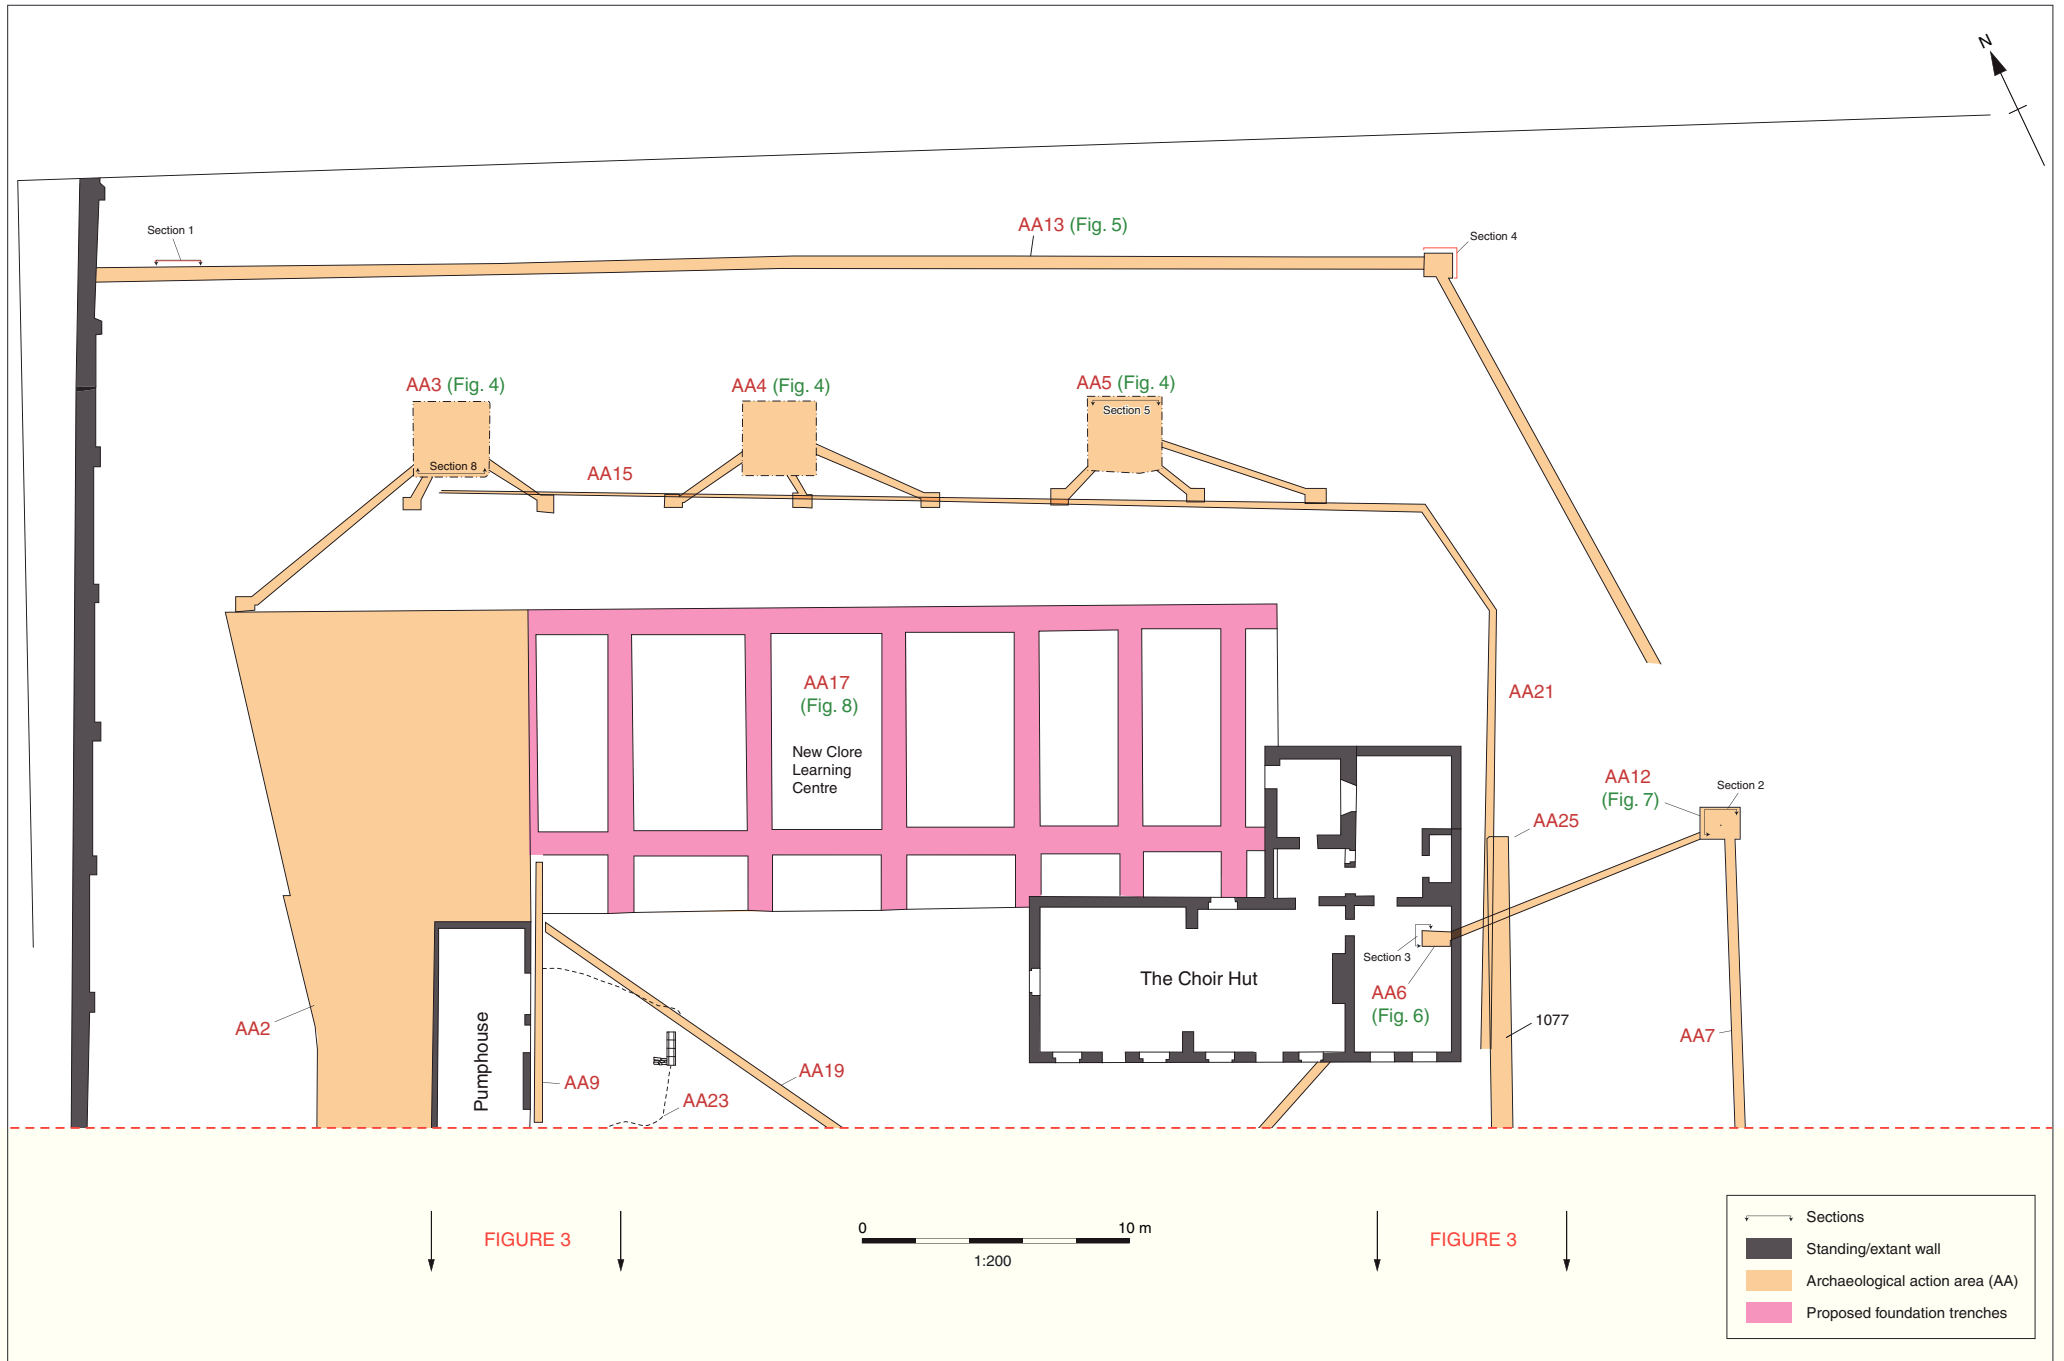 N
AA13 (Fig. 5)
Section 1
Section 4
AA3 (Fig. 4)
AA4 (Fig. 4)
AA5 (Fig. 4)
Section 5
Section 8
AA15
AA17
(Fig. 8)
New Clore
Learning
Centre
AA21
AA12
(Fig. 7)
Section 2
AA25
Section 3
The Choir Hut
AA6
(Fig. 6)
1077
AA7
AA2
Pumphouse
AA9
AA19
AA23
FIGURE 3
0 10 m
1:200
FIGURE 3
Sections
Standing/extant wall
Archaeological action area (AA)
Proposed foundation trenches